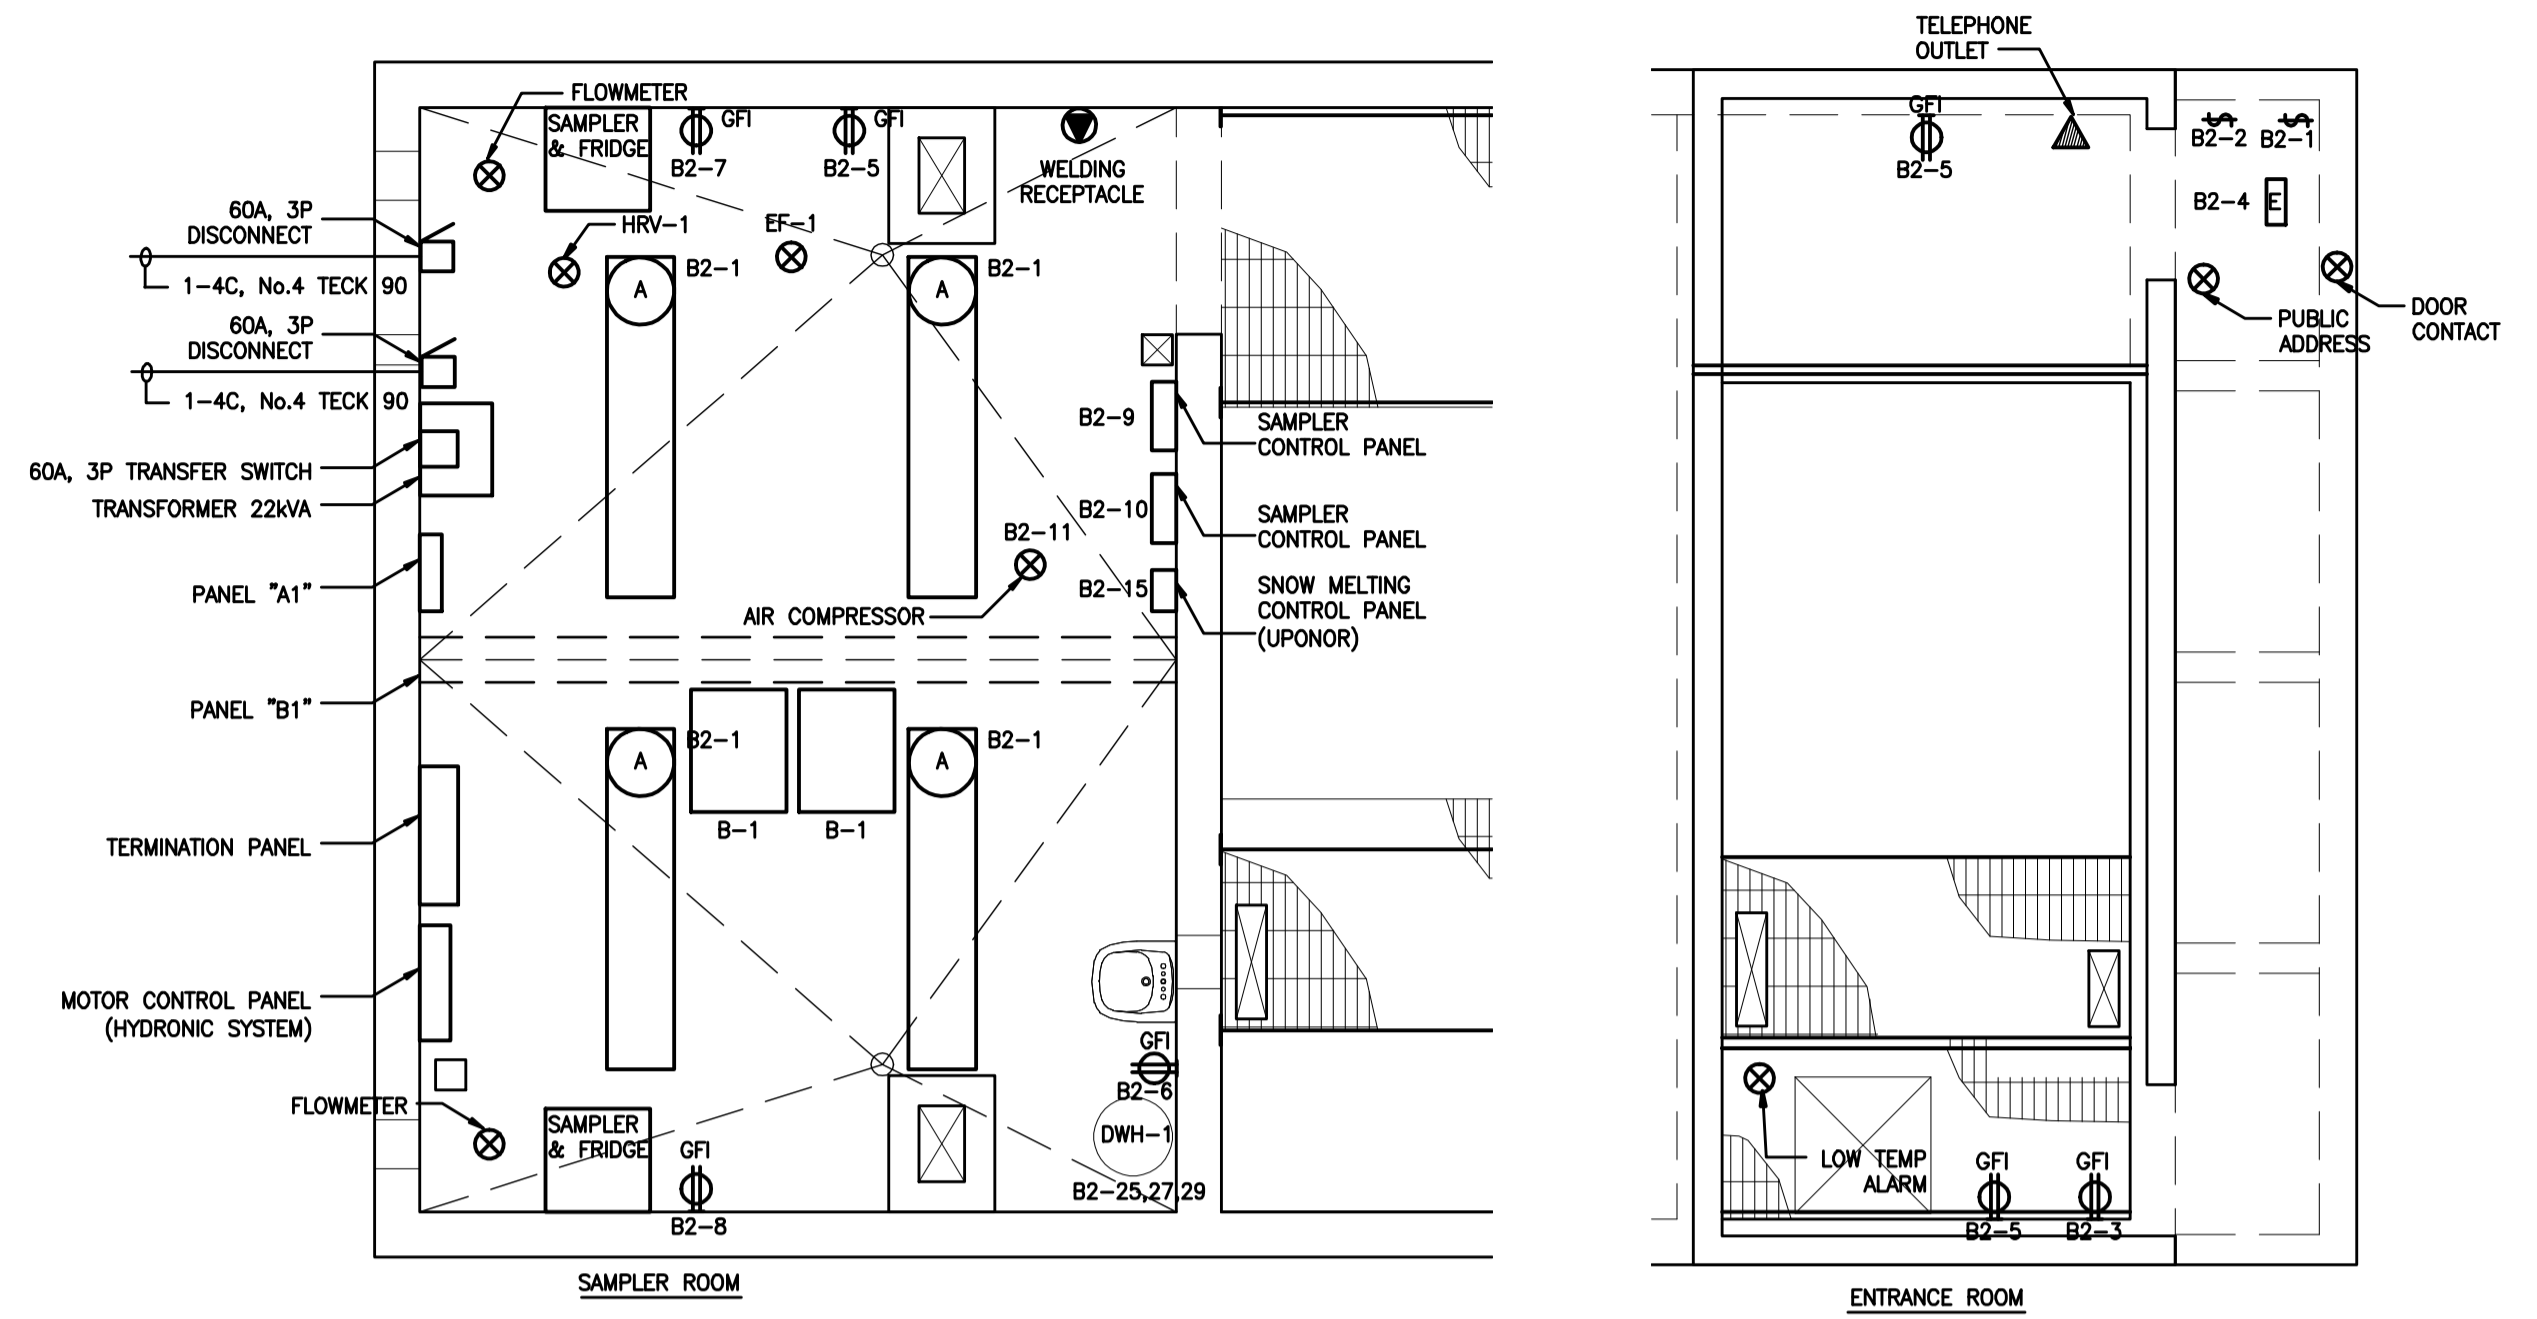 TELEPHONE
OUTLET
FLOWMETER
SAMPLER
& FRIDGE
GFI
B2-7
GFI
B2-5
WELDING
RECEPTACLE
60A, 3P
DISCONNECT
HRV-1
EF-1
1-4C, No.4 TECK 90
B2-1
A
B2-1
A
60A, 3P
DISCONNECT
1-4C, No.4 TECK 90
B2-9
SAMPLER
CONTROL PANEL
60A, 3P TRANSFER SWITCH
TRANSFORMER 22kVA
B2-10
SAMPLER
CONTROL PANEL
B2-11
PANEL "A1"
AIR COMPRESSOR
B2-15
SNOW MELTING
CONTROL PANEL
(UPONOR)
PANEL "B1"
B2-1
A
B2-1
A
B-1
B-1
TERMINATION PANEL
MOTOR CONTROL PANEL
(HYDRONIC SYSTEM)
GFI
B2-6
FLOWMETER
SAMPLER
& FRIDGE
GFI
B2-8
DWH-1
B2-25,27,29
SAMPLER ROOM
GFI
B2-5
$
B2-2
$
B2-1
B2-4
E
PUBLIC
ADDRESS
DOOR
CONTACT
LOW TEMP
ALARM
GFI
B2-5
GFI
B2-3
ENTRANCE ROOM